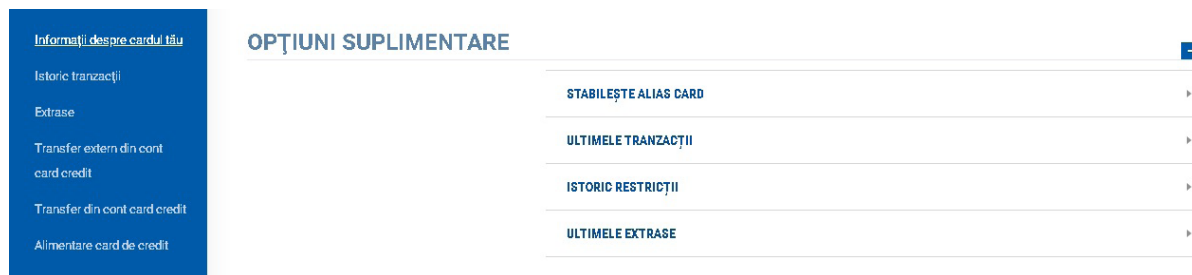 Informații despre cardul tău
Istoric tranzacții
Extrase
Transfer extern din cont
card credit
Transfer din cont card credit
Alimentare card de credit
OPȚIUNI SUPLIMENTARE
STABILEȘTE ALIAS CARD
ULTIMELE TRANZACȚII
ISTORIC RESTRICȚII
ULTIMELE EXTRASE